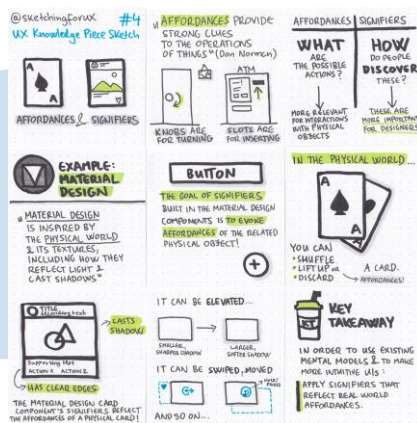 @sketchingforux
#4
UX Knowledge Piece Sketch
A
A
AFFORDANCES & SIGNIFIERS
"AFFORDANCES PROVIDE
STRONG CLUES
TO THE OPERATIONS
OF THINGS" (Don Norman)
ATM
KNOBS ARE
FOR TURNING
SLOTS ARE
FOR INSERTING
AFFORDANCES
WHAT
ARE
THE POSSIBLE
ACTIONS?
MORE RELEVANT
FOR INTERACTIONS
WITH PHYSICAL
OBJECTS
SIGNIFIERS
HOW
DO PEOPLE
DISCOVER
THESE?
THESE ARE
MORE IMPORTANT
FOR DESIGNERS!
EXAMPLE:
MATERIAL
DESIGN
"MATERIAL DESIGN
IS INSPIRED BY
THE PHYSICAL WORLD
& ITS TEXTURES,
INCLUDING HOW THEY
REFLECT LIGHT &
CAST SHADOWS"
BUTTON
THE GOAL OF SIGNIFIERS
BUILT IN THE MATERIAL DESIGN
COMPONENTS IS TO EVOKE
AFFORDANCES OF THE RELATED
PHYSICAL OBJECT!
IN THE PHYSICAL WORLD...
A
A
YOU CAN
• SHUFFLE
• LIFT UP OR
• DISCARD
A CARD.
AFFORDANCES!
TITLE
Secondary text
Supporting text
ACTION 1 ACTION 2
CASTS
SHADOW
HAS CLEAR EDGES
THE MATERIAL DESIGN CARD
COMPONENT'S SIGNIFIERS REFLECT
THE AFFORDANCES OF A PHYSICAL CARD!
IT CAN BE ELEVATED...
SMALLER,
SHARPER SHADOW
LARGER,
SOFTER SHADOW
IT CAN BE SWIPED, MOVED
AND SO ON...
KEY
TAKEAWAY
IN ORDER TO USE EXISTING
MENTAL MODELS & TO MAKE
MORE INTUITIVE UIs:
APPLY SIGNIFIERS THAT
REFLECT REAL WORLD
AFFORDANCES.